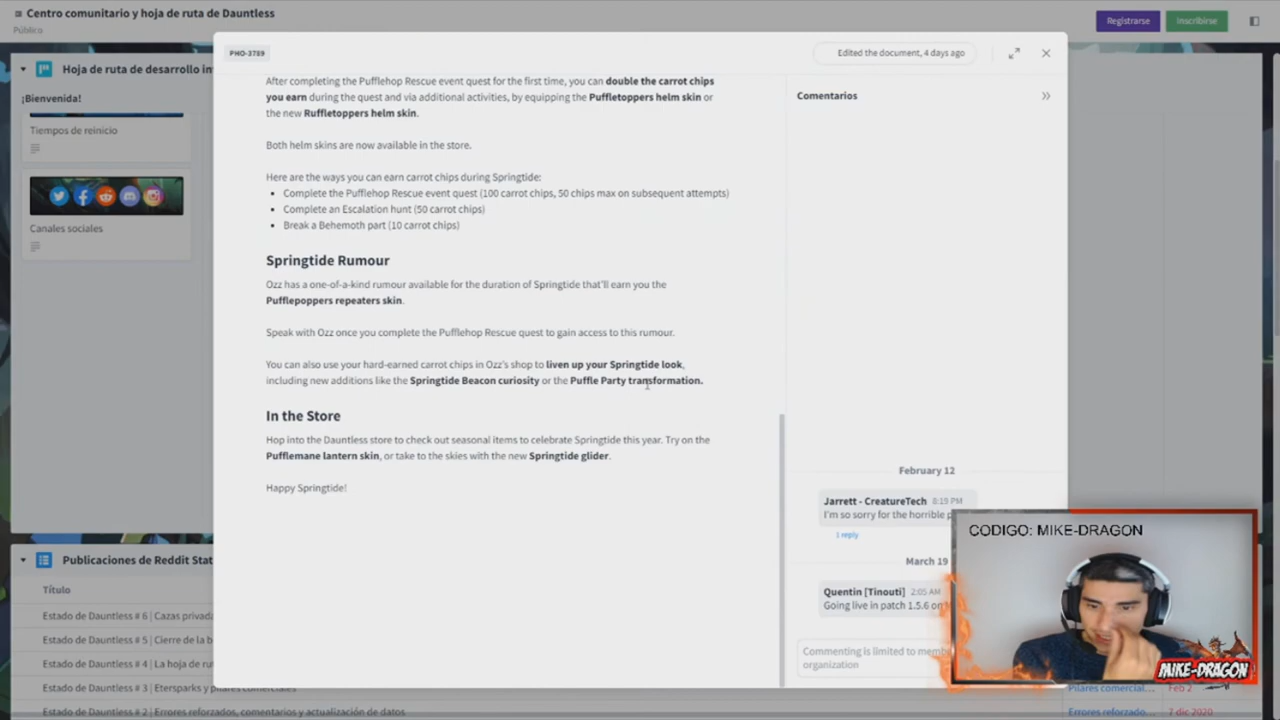 Centro comunitario y hoja de ruta de Dauntless
Público
Registrarse
Inscribirse
Hoja de ruta de desarrollo in
¡Bienvenida!
Tiempos de reinicio
Canales sociales
PHO-3789
Edited the document, 4 days ago
After completing the Pufflehop Rescue event quest for the first time, you can double the carrot chips
you earn during the quest and via additional activities, by equipping the Puffletoppers helm skin or
the new Ruffletoppers helm skin.
Both helm skins are now available in the store.
Here are the ways you can earn carrot chips during Springtide:
• Complete the Pufflehop Rescue event quest (100 carrot chips, 50 chips max on subsequent attempts)
• Complete an Escalation hunt (50 carrot chips)
• Break a Behemoth part (10 carrot chips)
Springtide Rumour
Ozz has a one-of-a-kind rumour available for the duration of Springtide that'll earn you the
Pufflepoppers repeaters skin.
Speak with Ozz once you complete the Pufflehop Rescue quest to gain access to this rumour.
You can also use your hard-earned carrot chips in Ozz's shop to liven up your Springtide look,
including new additions like the Springtide Beacon curiosity or the Puffle Party transformation.
In the Store
Hop into the Dauntless store to check out seasonal items to celebrate Springtide this year. Try on the
Pufflemane lantern skin, or take to the skies with the new Springtide glider.
Happy Springtide!
Comentarios
February 12
Jarrett - CreatureTech 8:19 PM
I'm so sorry for the horrible p
1 reply
March 19
Quentin [Tinouti] 2:05 AM
Going live in patch 1.5.6 on
Commenting is limited to memb
organization
CODIGO: MIKE-DRAGON
MIKE-DRAGON
Publicaciones de Reddit Stat
Título
Estado de Dauntless # 6 | Cazas privada
Estado de Dauntless # 5 | Cierre de la b
Estado de Dauntless # 4 | La hoja de rut
Estado de Dauntless # 3 | Etersparks y pilares comerciales
Pilares comercial... Feb 2
Estado de Dauntless # 2 | Errores reforzados, comentarios y actualización de datos
Errores reforzado... 7 dic 2020